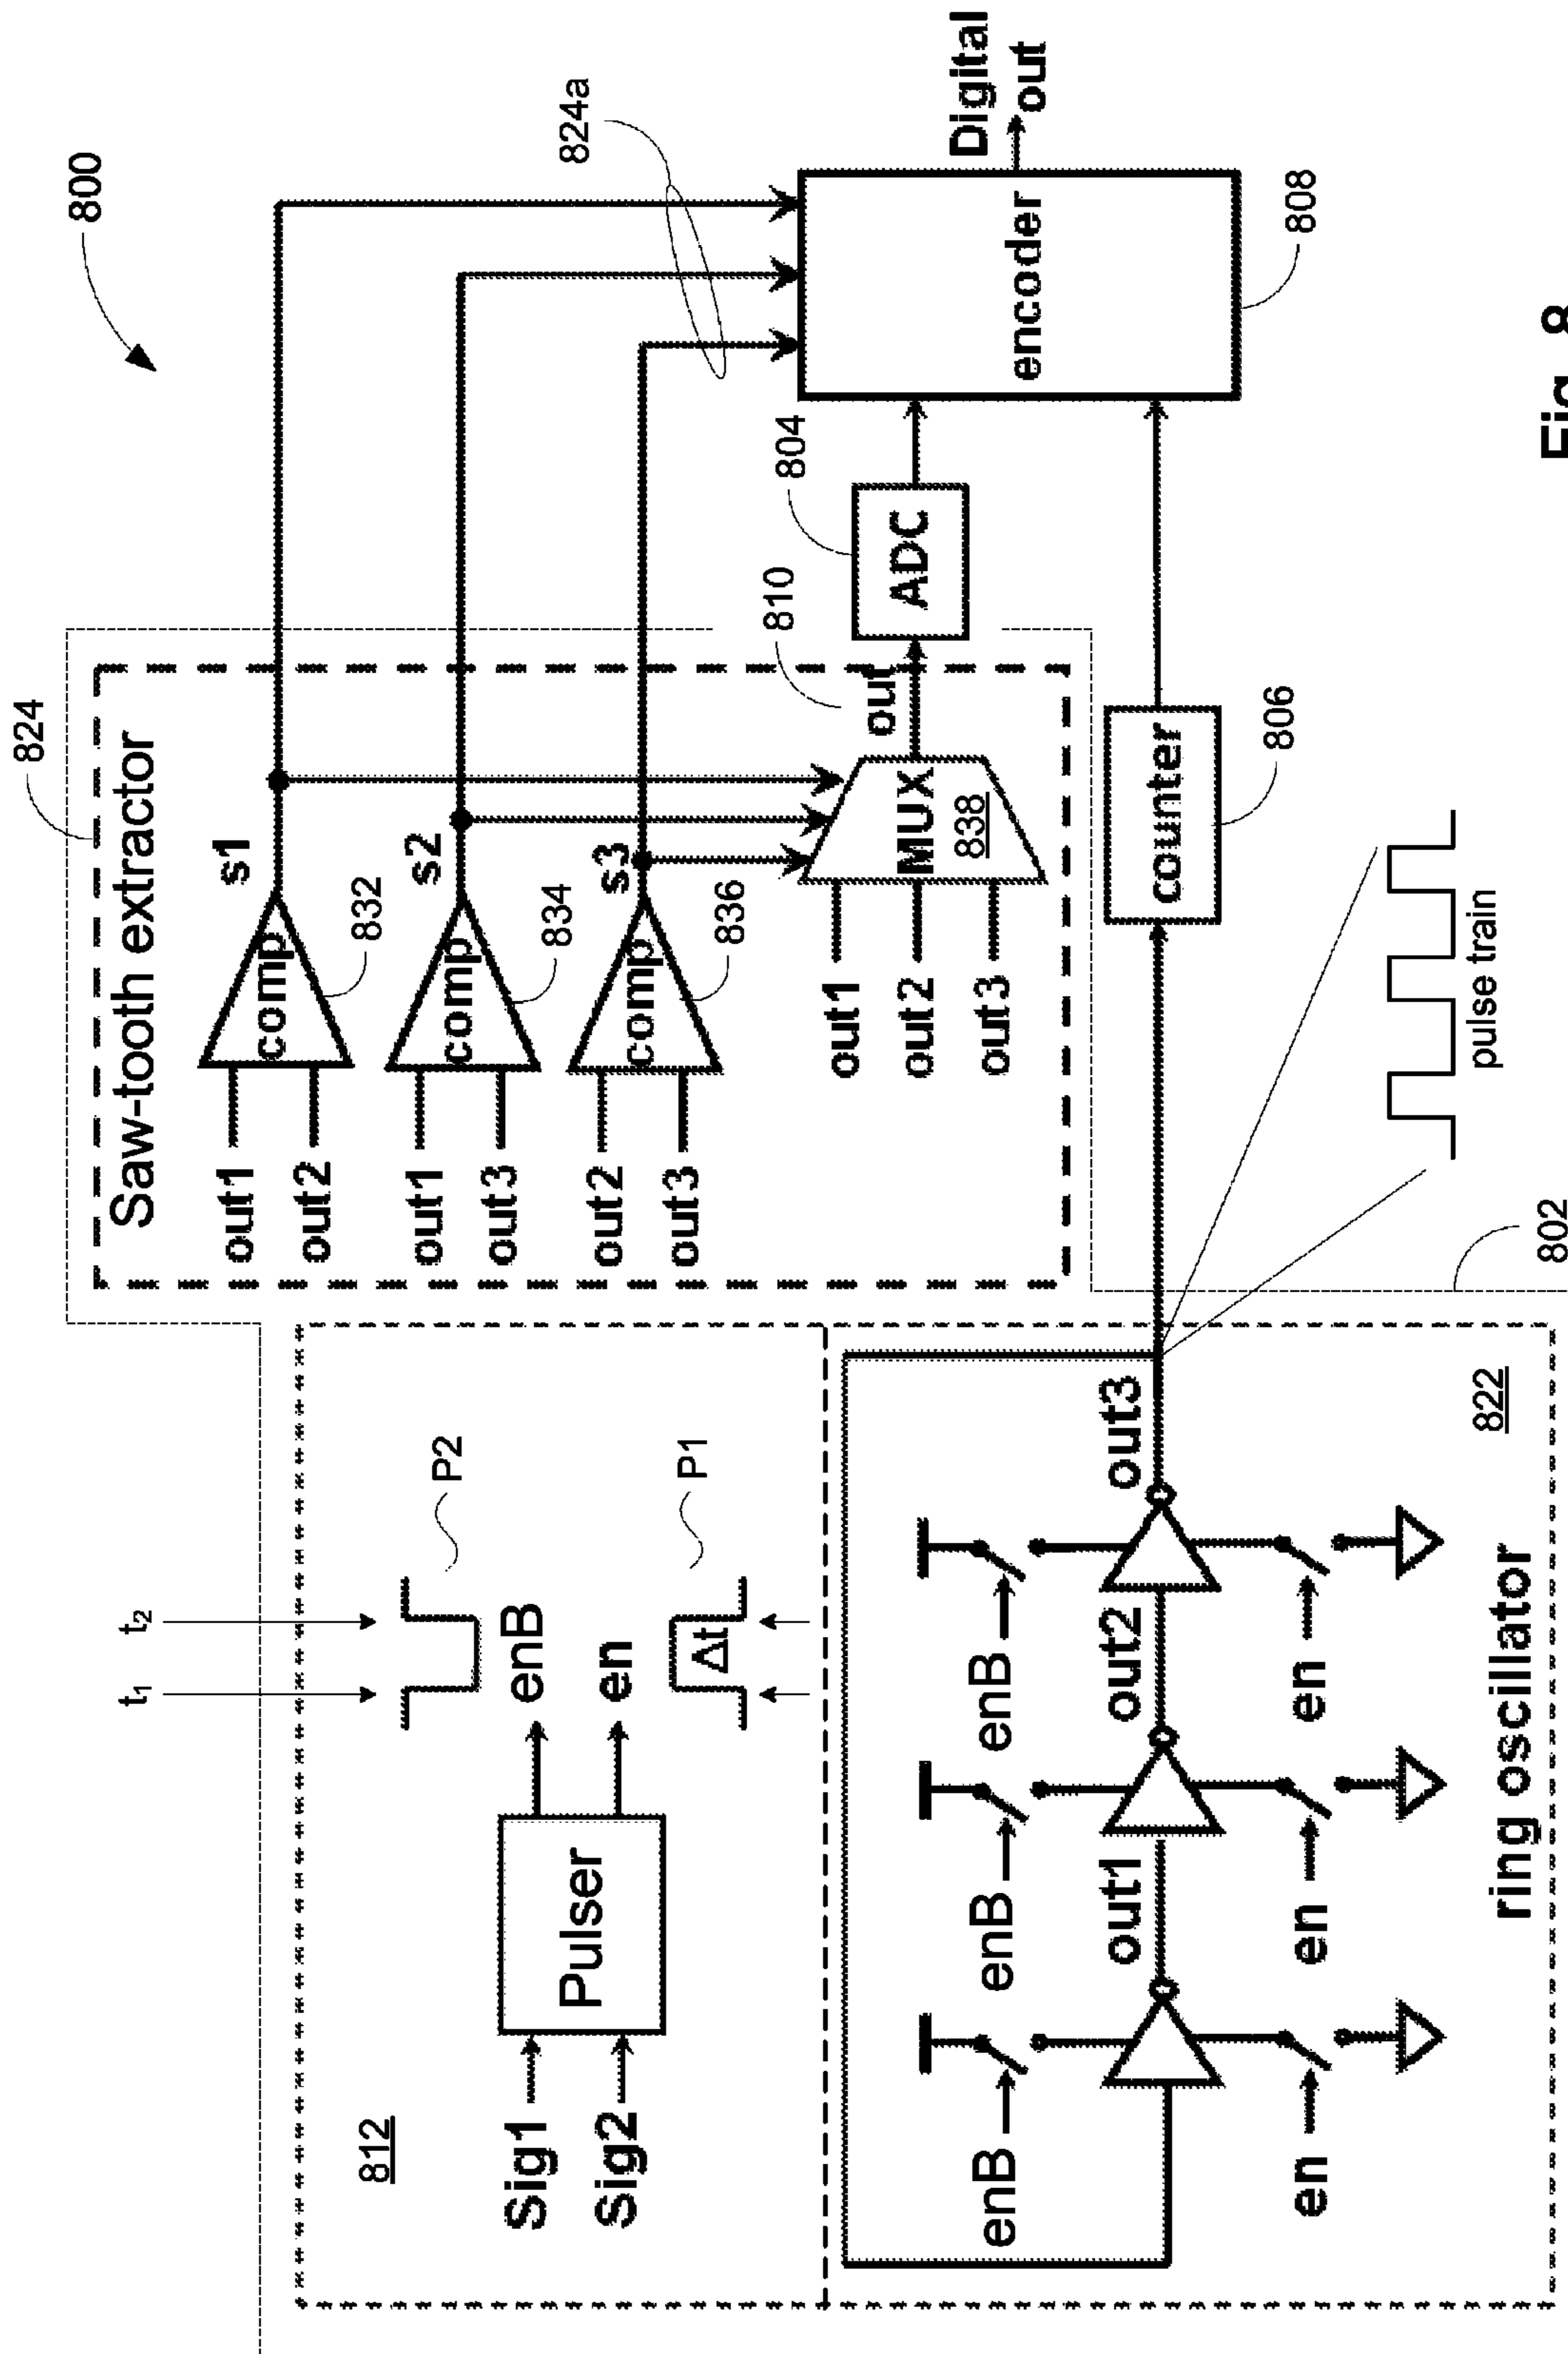 800
824
Saw-tooth extractor
824a
t1
t2
P2
P1
812
Sig1
Sig2
Pulser
enB
en
Δt
out1
out2
comp
s1
832
out1
out3
comp
s2
834
out2
out3
comp
s3
836
out1
out2
out3
MUX
838
out
810
ADC
804
encoder
808
Digital
out
counter
806
enB
enB
enB
out1
out2
out3
en
en
en
822
ring oscillator
pulse train
802